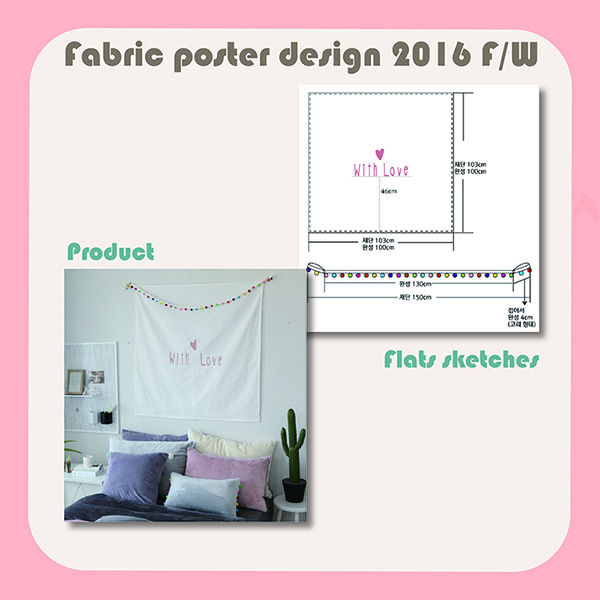 Fabric poster design 2016 F/W
With Love
46cm
재단 103cm
완성 100cm
재단 103cm
완성 100cm
완성 130cm
재단 150cm
접어서
완성 4cm
(고래 형태)
Product
With Love
Flats sketches